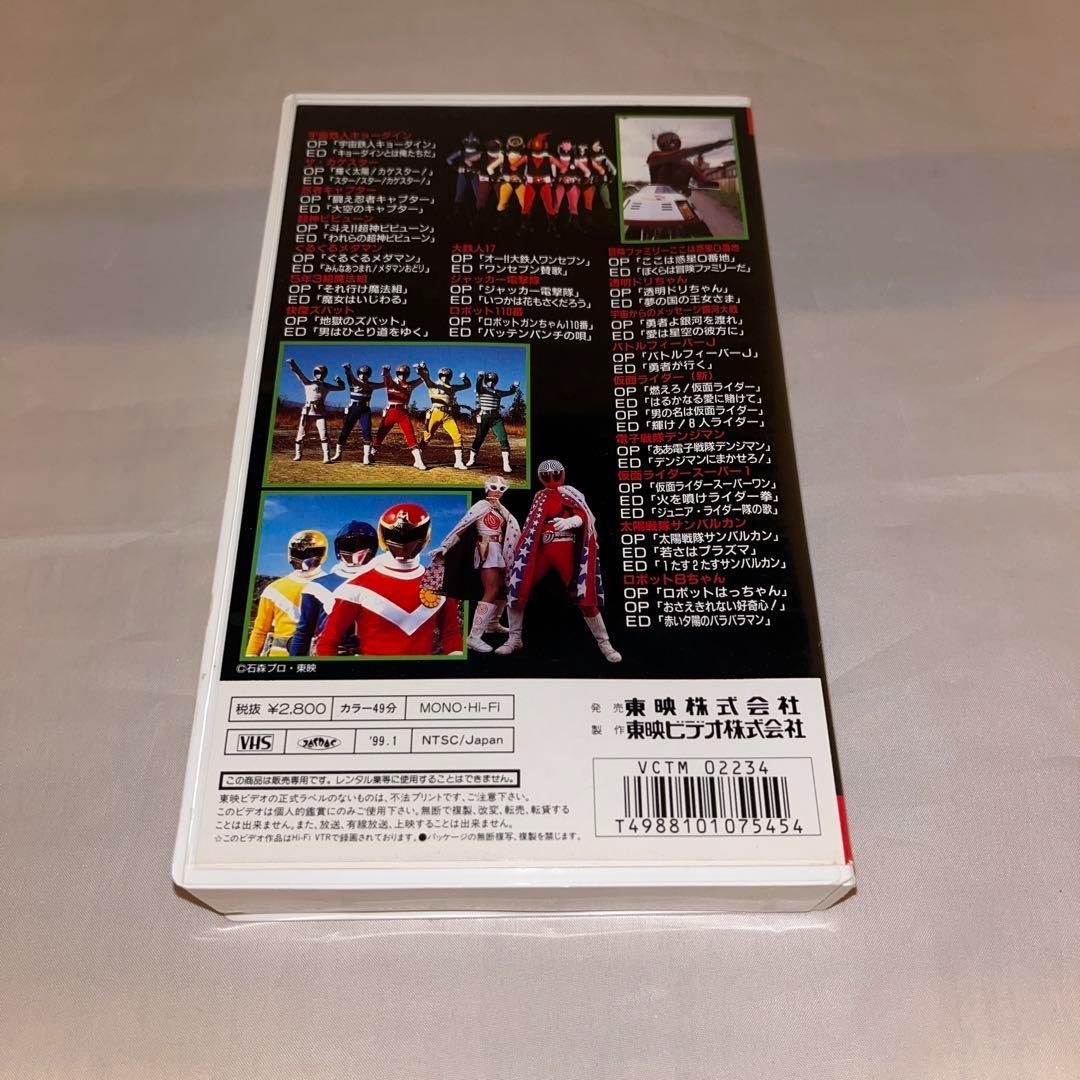 宇宙鉄人キョーダイン
OP「宇宙鉄人キョーダイン」
ED「キョーダインとは俺たちだ」
ザ・カゲスター
OP「輝く太陽!カゲスター!」
ED「スター!スター!カゲスター!」
忍者キャプター
OP「闘え忍者キャプター」
ED「大空のキャプター」
超神ビビューン
OP「斗え!!超神ビビューン」
ED「われらの超神ビビューン」
ぐるぐるメダマン
OP「ぐるぐるメダマン」
ED「みんなあつまれ!メダマンおどり」
5年3組魔法組
OP「それ行け魔法組」
ED「魔女はいじわる」
快傑ズバット
OP「地獄のズバット」
ED「男はひとり道をゆく」
大鉄人17
OP「オー!!大鉄人ワンセブン」
ED「ワンセブン賛歌」
ジャッカー電撃隊
OP「ジャッカー電撃隊」
ED「いつかは花もさくだろう」
ロボット110番
OP「ロボットガンちゃん110番」
ED「バッテンパンチの唄」
冒険ファミリーここは惑星0番地
OP「ここは惑星0番地」
ED「ぼくらは冒険ファミリーだ」
透明ドリちゃん
OP「透明ドリちゃん」
ED「夢の国の王女さま」
宇宙からのメッセージ銀河大戦
OP「勇者よ銀河を渡れ」
ED「愛は星空の彼方に」
バトルフィーバーJ
OP「バトルフィーバーJ」
ED「勇者が行く」
仮面ライダー(新)
OP「燃えろ!仮面ライダー」
ED「はるかなる愛に賭けて」
OP「男の名は仮面ライダー」
ED「輝け!8人ライダー」
電子戦隊デンジマン
OP「ああ電子戦隊デンジマン」
ED「デンジマンにまかせろ!」
仮面ライダースーパー1
OP「仮面ライダースーパーワン」
ED「火を噴けライダー拳」
ED「ジュニア・ライダー隊の歌」
太陽戦隊サンバルカン
OP「太陽戦隊サンバルカン」
ED「若さはプラズマ」
ED「1たす2たすサンバルカン」
ロボット8ちゃん
OP「ロボットはっちゃん」
OP「おさえきれない好奇心!」
ED「赤い夕陽のバラバラマン」
©石森プロ・東映
税抜 ¥2,800 カラー49分 MONO・Hi-Fi
VHS '99.1 NTSC/Japan
発売 東映株式会社
製作 東映ビデオ株式会社
この商品は販売専用です。レンタル業等に使用することはできません。
東映ビデオの正式ラベルのないものは、不法プリントです、ご注意下さい。
このビデオは個人的鑑賞にのみご使用下さい。無断で複製、改変、転売、転貸する
ことは出来ません。また、放送、有線放送、上映することは出来ません。
☆このビデオ作品はHi-Fi VTRで録画されております。●パッケージの無断複写、複製を禁じます。
VCTM 02234
T4988101075454